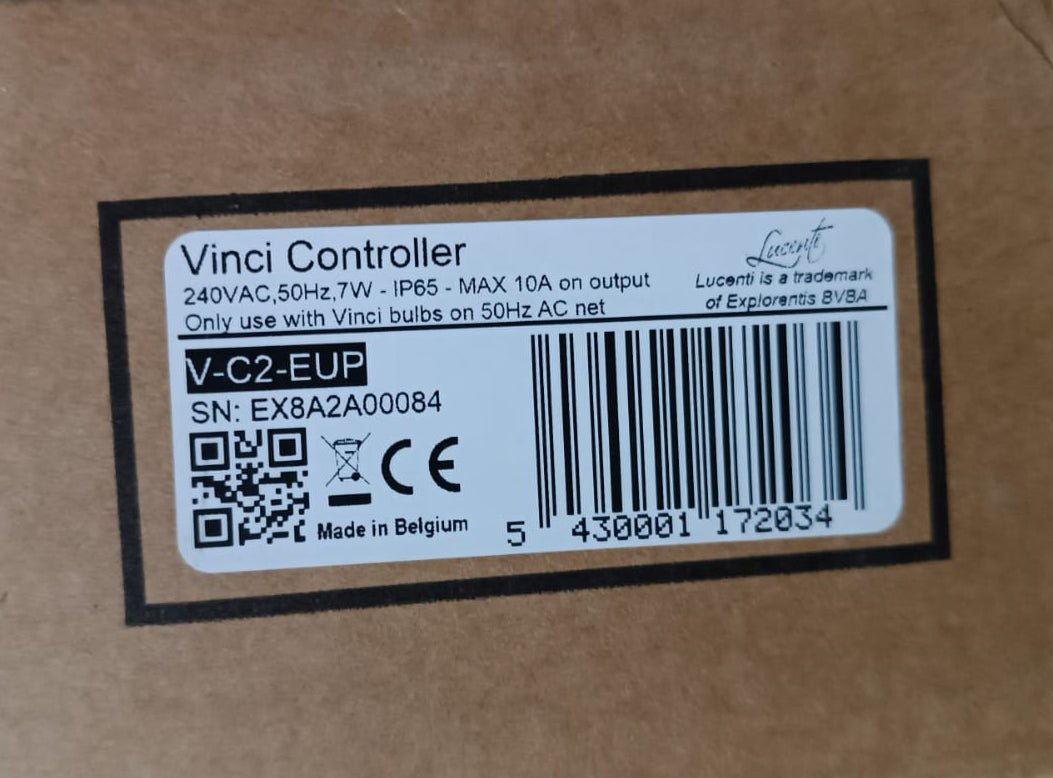 Vinci Controller
240VAC,50Hz,7W - IP65 - MAX 10A on output
Only use with Vinci bulbs on 50Hz AC net
Lucenti
Lucenti is a trademark
of Explorentis BVBA
V-C2-EUP
SN: EX8A2A00084
CE
Made in Belgium
5 430001 172034